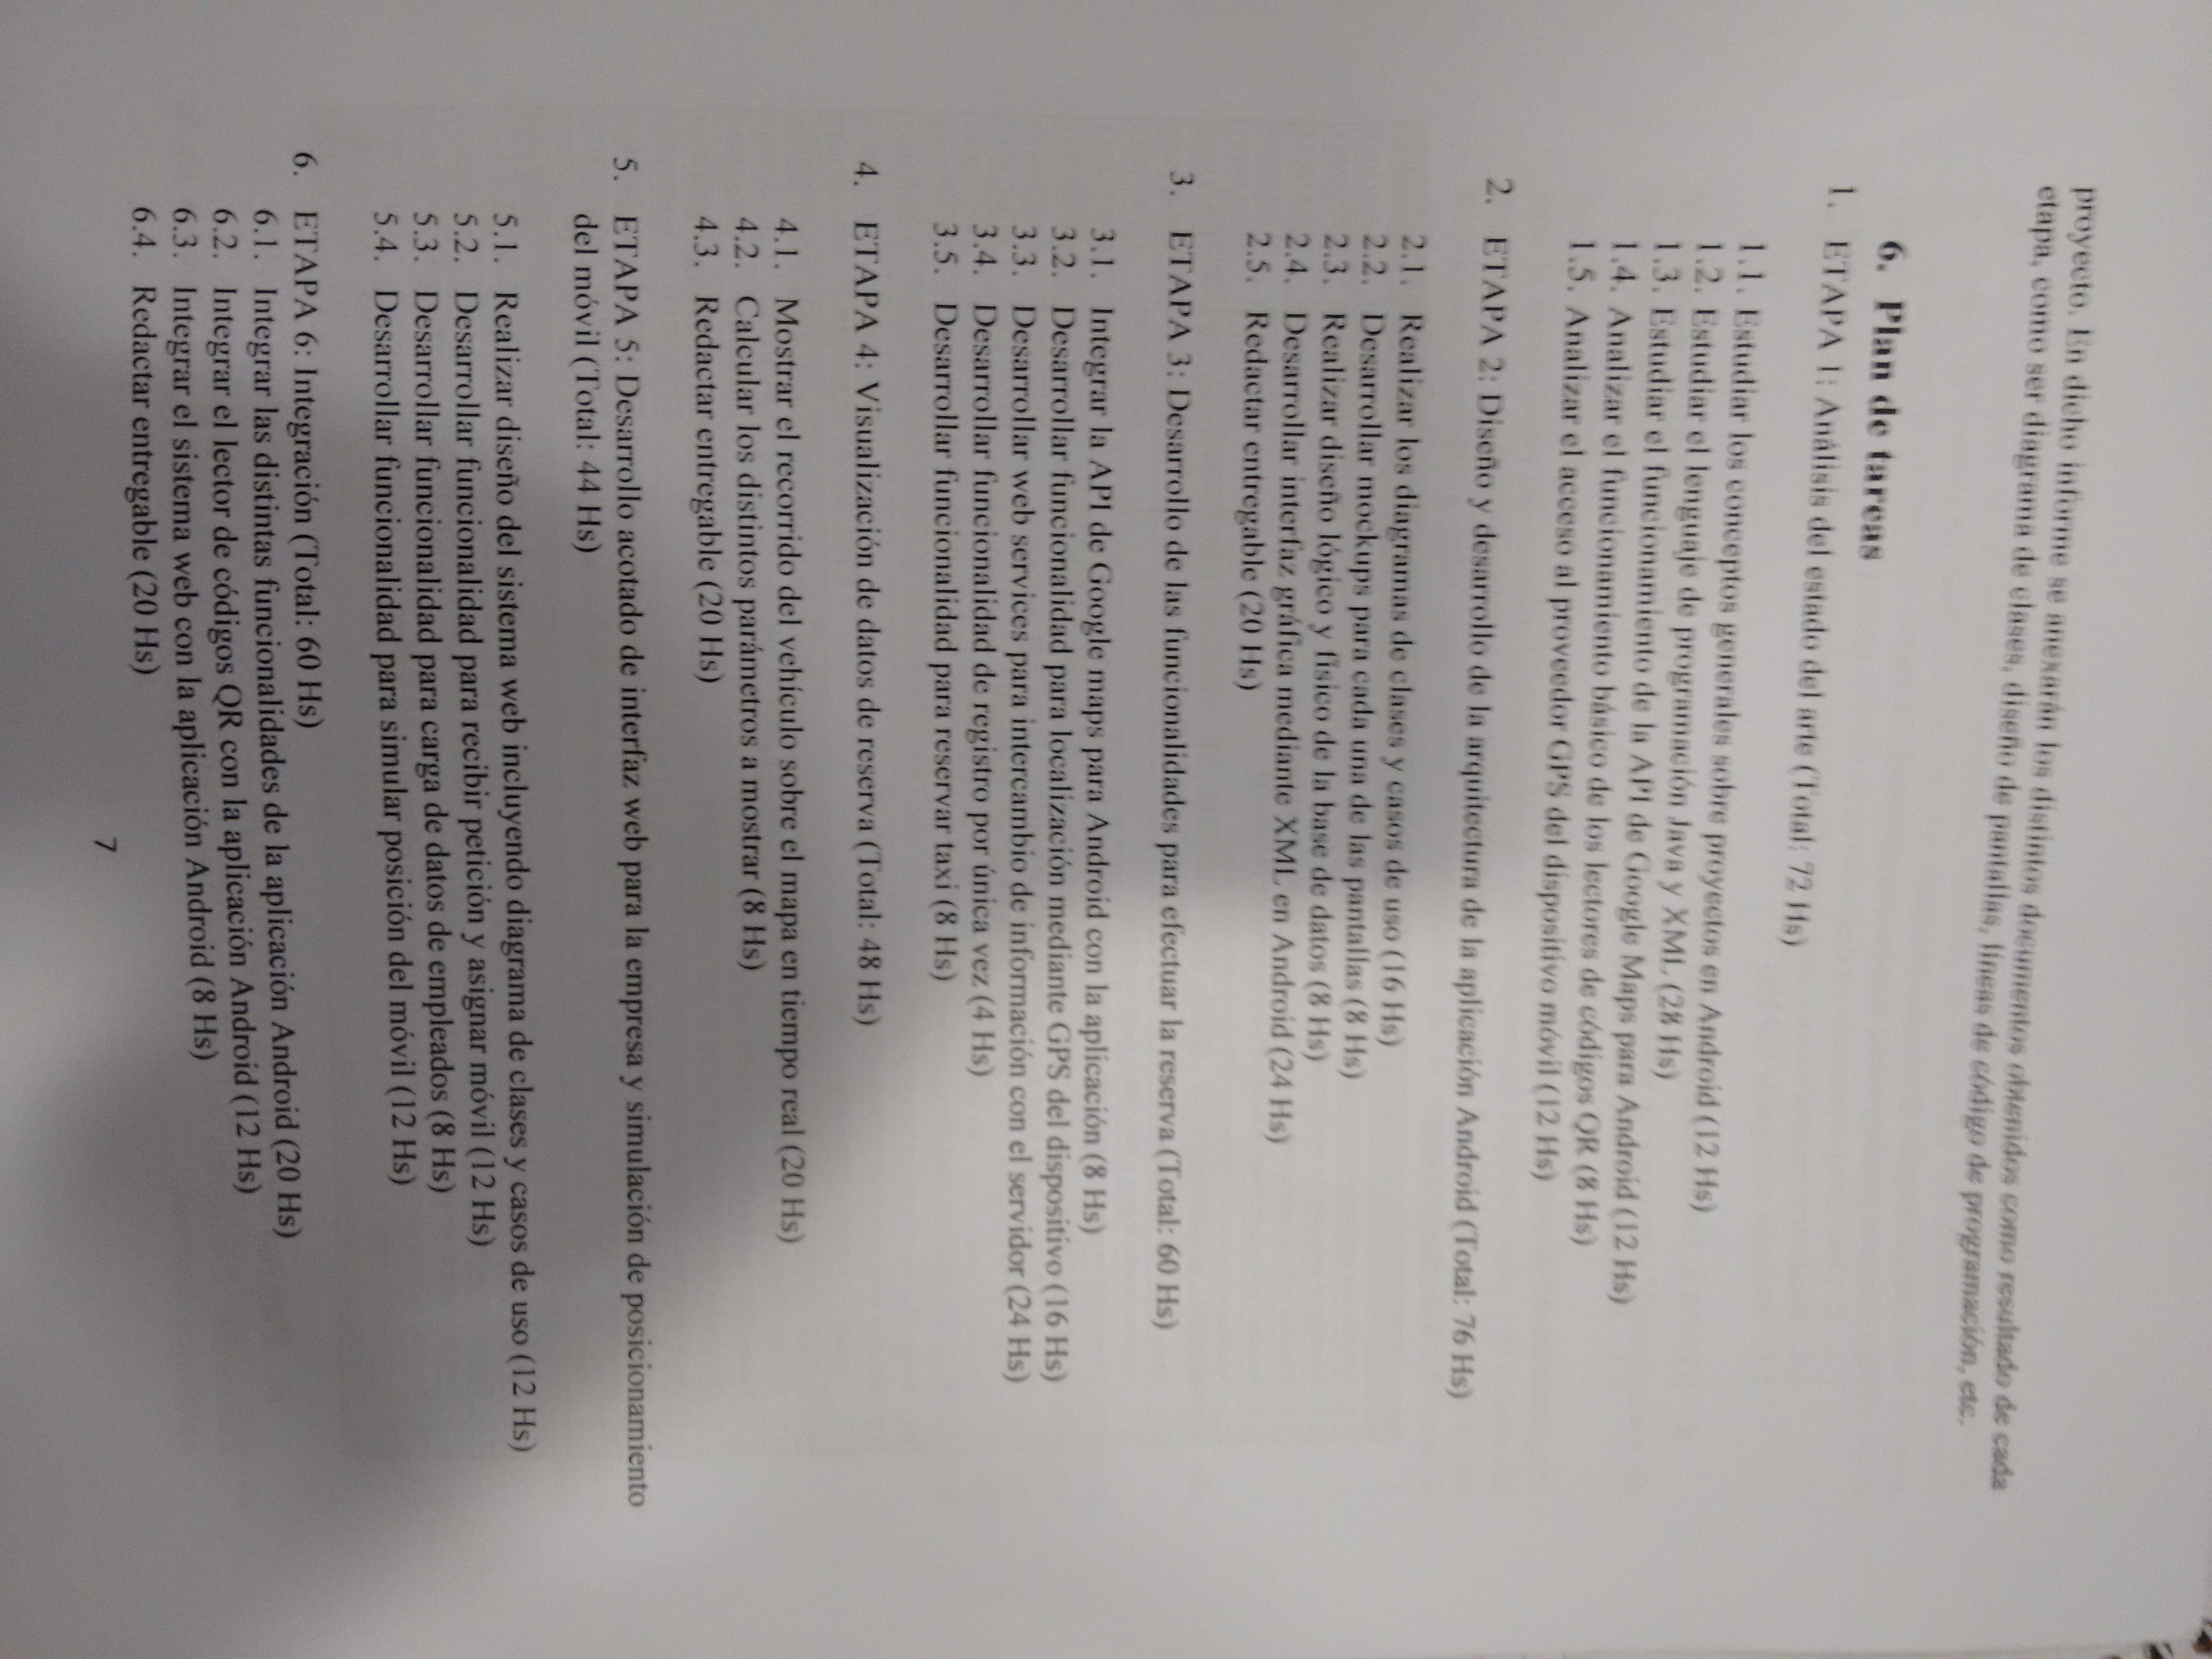 proyecto. En dicho informe se anexarán los distintos documentos obtenidos como resultado de cada
etapa, como ser diagrama de clases, diseño de pantallas, líneas de código de programación, etc.
6. Plan de tareas
1. ETAPA 1: Análisis del estado del arte (Total: 72 Hs)
1.1. Estudiar los conceptos generales sobre proyectos en Android (12 Hs)
1.2. Estudiar el lenguaje de programación Java y XML (28 Hs)
1.3. Estudiar el funcionamiento de la API de Google Maps para Android (12 Hs)
1.4. Analizar el funcionamiento básico de los lectores de códigos QR (8 Hs)
1.5. Analizar el acceso al proveedor GPS del dispositivo móvil (12 Hs)
2. ETAPA 2: Diseño y desarrollo de la arquitectura de la aplicación Android (Total: 76 Hs)
2.1. Realizar los diagramas de clases y casos de uso (16 Hs)
2.2. Desarrollar mockups para cada una de las pantallas (8 Hs)
2.3. Realizar diseño lógico y físico de la base de datos (8 Hs)
2.4. Desarrollar interfaz gráfica mediante XML en Android (24 Hs)
2.5. Redactar entregable (20 Hs)
3. ETAPA 3: Desarrollo de las funcionalidades para efectuar la reserva (Total: 60 Hs)
3.1. Integrar la API de Google maps para Android con la aplicación (8 Hs)
3.2. Desarrollar funcionalidad para localización mediante GPS del dispositivo (16 Hs)
3.3. Desarrollar web services para intercambio de información con el servidor (24 Hs)
3.4. Desarrollar funcionalidad de registro por única vez (4 Hs)
3.5. Desarrollar funcionalidad para reservar taxi (8 Hs)
4. ETAPA 4: Visualización de datos de reserva (Total: 48 Hs)
4.1. Mostrar el recorrido del vehículo sobre el mapa en tiempo real (20 Hs)
4.2. Calcular los distintos parámetros a mostrar (8 Hs)
4.3. Redactar entregable (20 Hs)
5. ETAPA 5: Desarrollo acotado de interfaz web para la empresa y simulación de posicionamiento
del móvil (Total: 44 Hs)
5.1. Realizar diseño del sistema web incluyendo diagrama de clases y casos de uso (12 Hs)
5.2. Desarrollar funcionalidad para recibir petición y asignar móvil (12 Hs)
5.3. Desarrollar funcionalidad para carga de datos de empleados (8 Hs)
5.4. Desarrollar funcionalidad para simular posición del móvil (12 Hs)
6. ETAPA 6: Integración (Total: 60 Hs)
6.1. Integrar las distintas funcionalidades de la aplicación Android (20 Hs)
6.2. Integrar el lector de códigos QR con la aplicación Android (12 Hs)
6.3. Integrar el sistema web con la aplicación Android (8 Hs)
6.4. Redactar entregable (20 Hs)
7